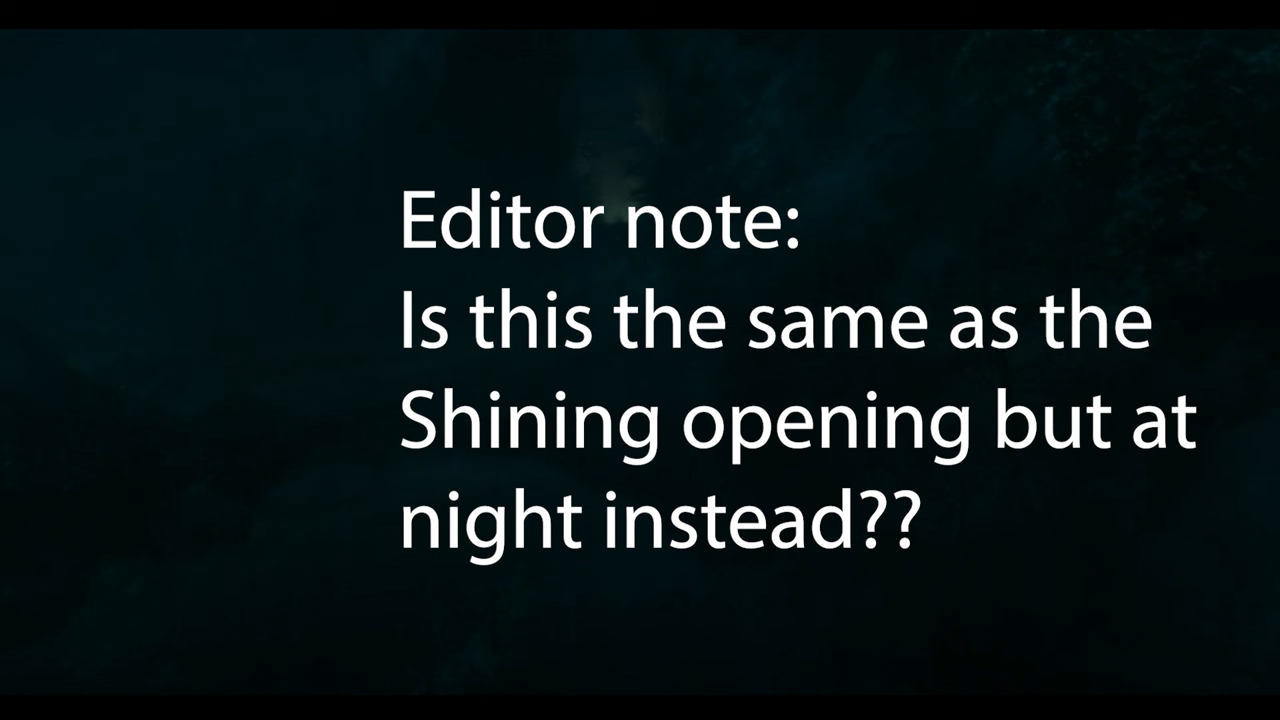 Editor note:
Is this the same as the
Shining opening but at
night instead??